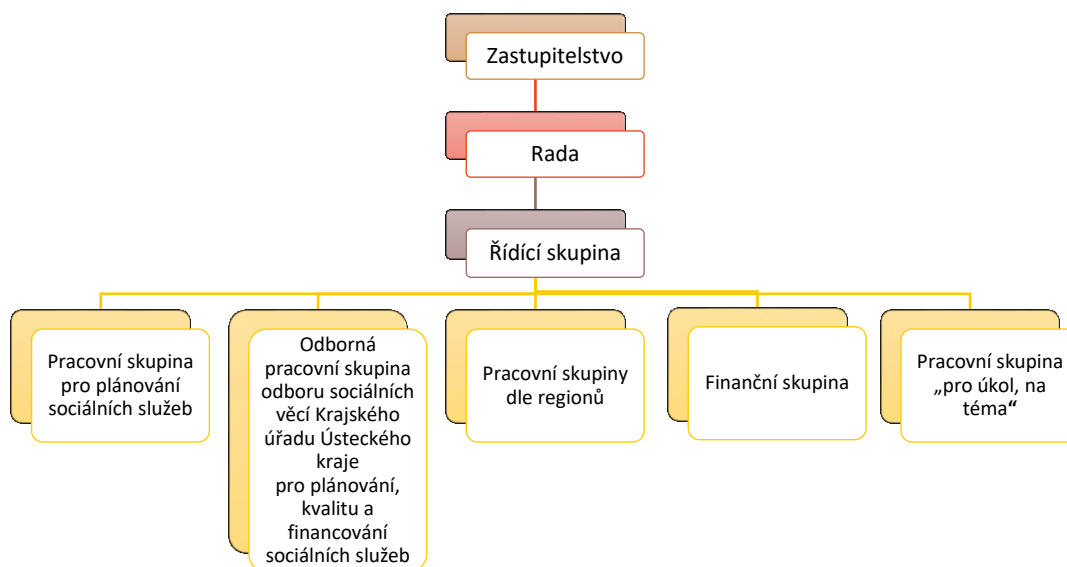 Zastupitelstvo
Rada
Řídící skupina
Pracovní skupina
pro plánování
sociálních služeb
Odborná
pracovní skupina
odboru sociálních
věcí Krajského
úřadu Ústeckého
kraje
pro plánování,
kvalitu a
financování
sociálních služeb
Pracovní skupiny
dle regionů
Finanční skupina
Pracovní skupina
„pro úkol, na
téma“